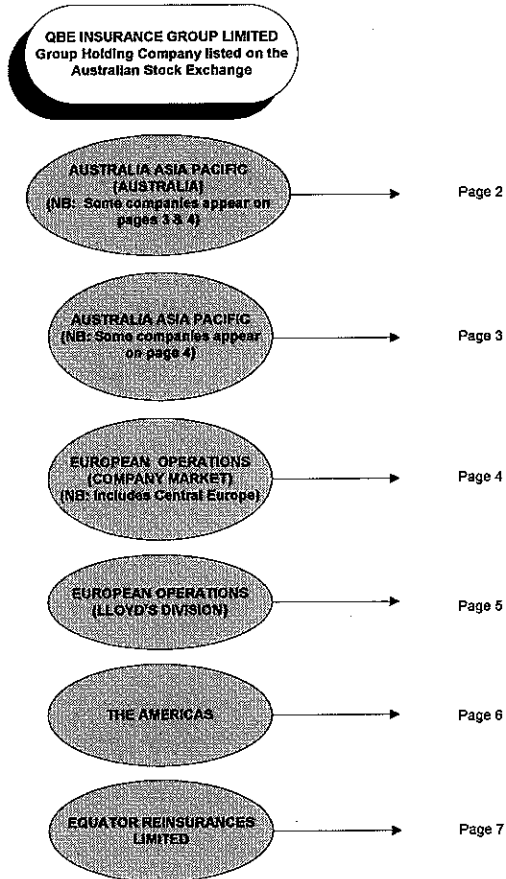 QBE INSURANCE GROUP LIMITED
Group Holding Company listed on the
Australian Stock Exchange
AUSTRALIA ASIA PACIFIC
(AUSTRALIA)
(NB: Some companies appear on
pages 3 & 4)
Page 2
AUSTRALIA ASIA PACIFIC
(NB: Some companies appear
on page 4)
Page 3
EUROPEAN OPERATIONS
(COMPANY MARKET)
(NB: Includes Central Europe)
Page 4
EUROPEAN OPERATIONS
(LLOYD'S DIVISION)
Page 5
THE AMERICAS
Page 6
EQUATOR REINSURANCES
LIMITED
Page 7